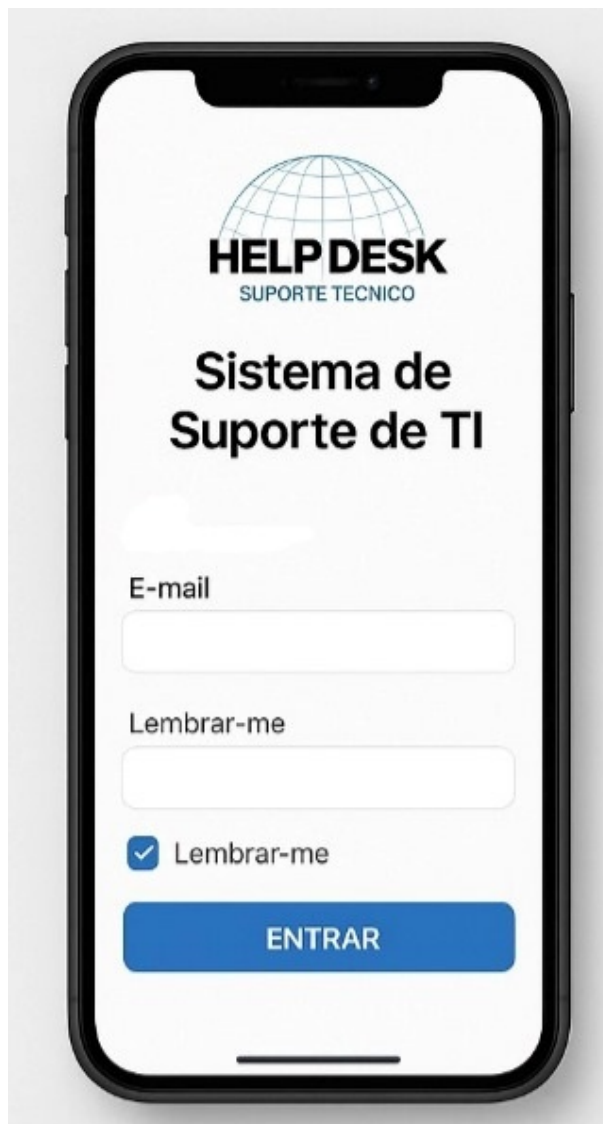 HELP DESK
SUPORTE TECNICO
Sistema de
Suporte de TI
E-mail
Lembrar-me
Lembrar-me
ENTRAR